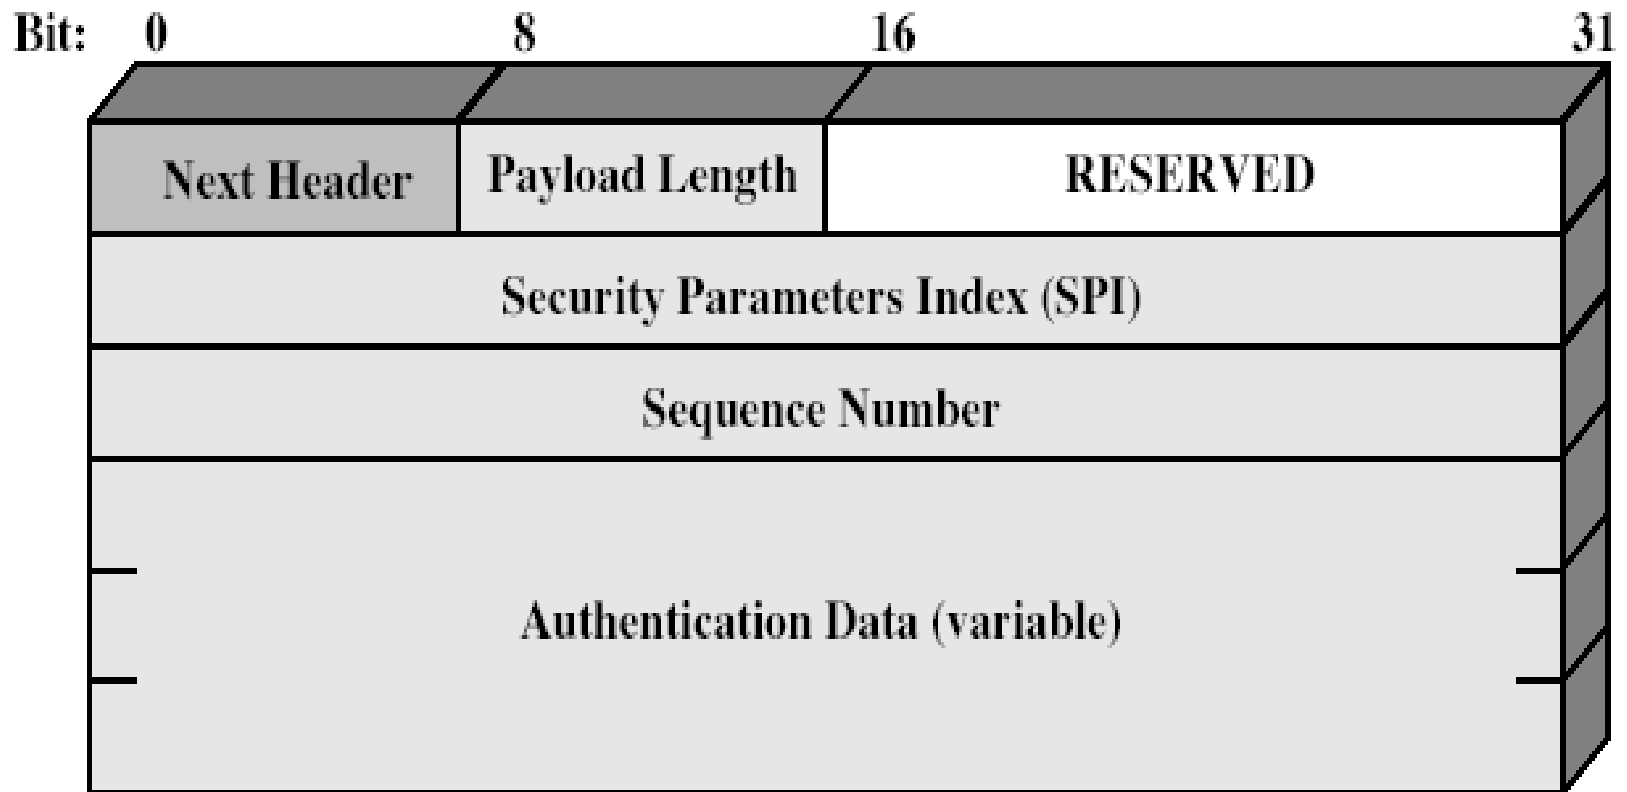 Bit: 0 8 16 31
Next Header Payload Length RESERVED
Security Parameters Index (SPI)
Sequence Number
Authentication Data (variable)